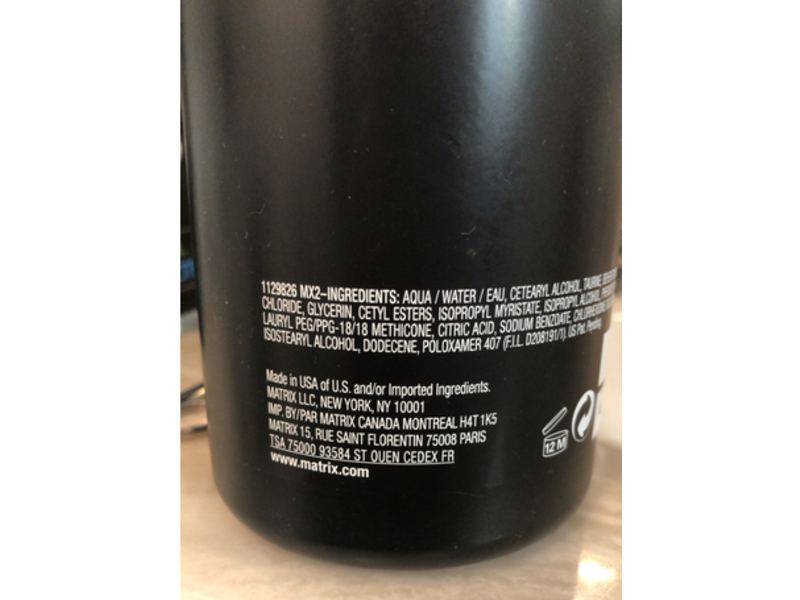 1129826 MX2–INGREDIENTS: AQUA / WATER / EAU, CETEARYL ALCOHOL, TAURINE,
CHLORIDE, GLYCERIN, CETYL ESTERS, ISOPROPYL MYRISTATE, ISOPROPYL ALCOHOL,
LAURYL PEG/PPG-18/18 METHICONE, CITRIC ACID, SODIUM BENZOATE,
ISOSTEARYL ALCOHOL, DODECENE, POLOXAMER 407 (F.I.L. D208191/1). US Pat. Pending.
Made in USA of U.S. and/or Imported Ingredients.
MATRIX LLC, NEW YORK, NY 10001
IMP. BY/PAR MATRIX CANADA MONTREAL H4T 1K5
MATRIX 15, RUE SAINT FLORENTIN 75008 PARIS
TSA 75000 93584 ST OUEN CEDEX FR
www.matrix.com
12 M